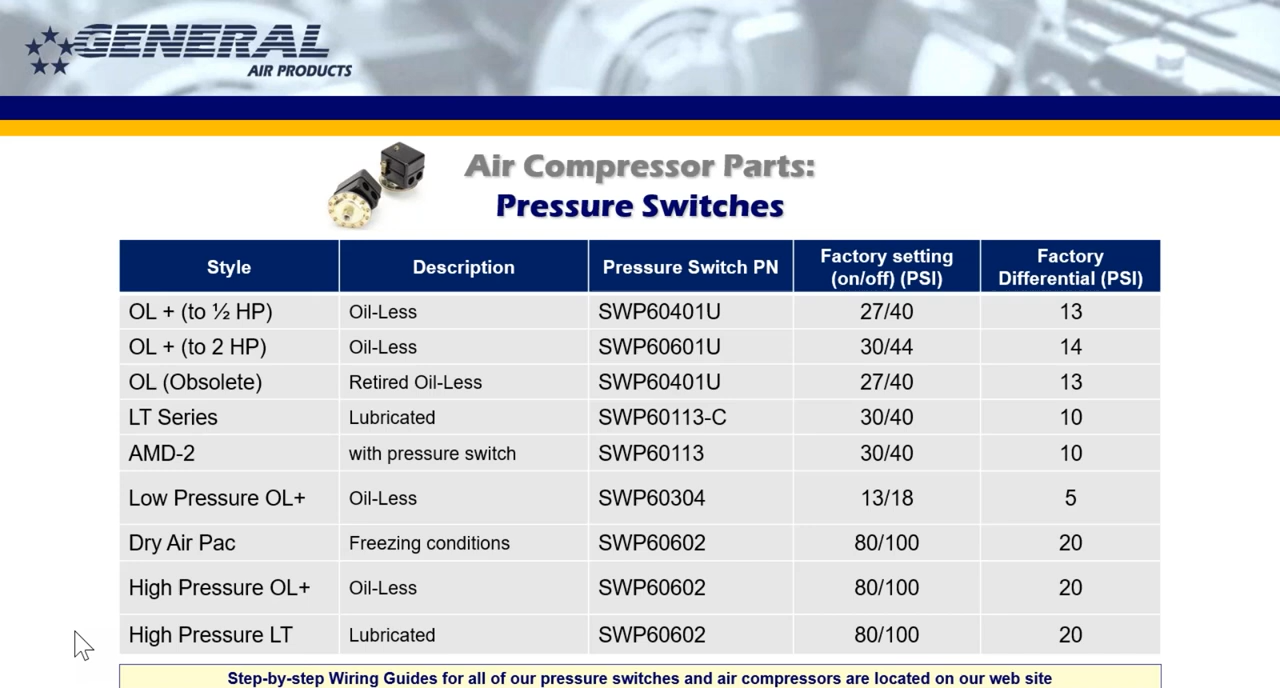 GENERAL
AIR PRODUCTS
Air Compressor Parts:
Pressure Switches
Style Description Pressure Switch PN Factory setting (on/off) (PSI) Factory Differential (PSI)
OL + (to ½ HP) Oil-Less SWP60401U 27/40 13
OL + (to 2 HP) Oil-Less SWP60601U 30/44 14
OL (Obsolete) Retired Oil-Less SWP60401U 27/40 13
LT Series Lubricated SWP60113-C 30/40 10
AMD-2 with pressure switch SWP60113 30/40 10
Low Pressure OL+ Oil-Less SWP60304 13/18 5
Dry Air Pac Freezing conditions SWP60602 80/100 20
High Pressure OL+ Oil-Less SWP60602 80/100 20
High Pressure LT Lubricated SWP60602 80/100 20
Step-by-step Wiring Guides for all of our pressure switches and air compressors are located on our web site